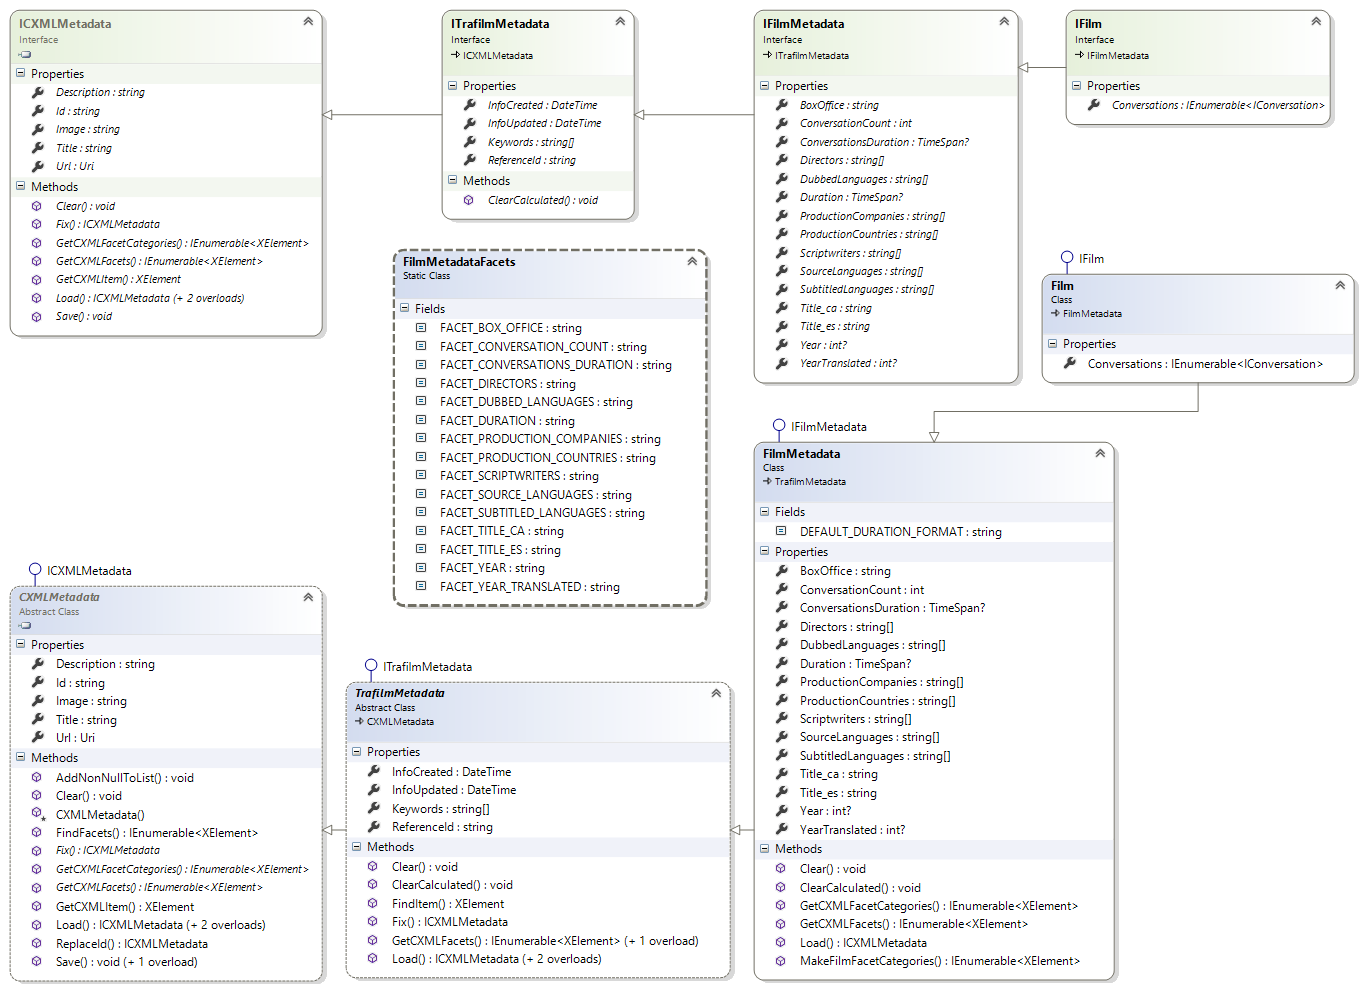 ICXMLMetadata
Interface
Properties
Description : string
Id : string
Image : string
Title : string
Url : Uri
Methods
Clear() : void
Fix() : ICXMLMetadata
GetCXMLFacetCategories() : IEnumerable<XElement>
GetCXMLFacets() : IEnumerable<XElement>
GetCXMLItem() : XElement
Load() : ICXMLMetadata (+ 2 overloads)
Save() : void
ITrafilmMetadata
Interface
ICXMLMetadata
Properties
InfoCreated : DateTime
InfoUpdated : DateTime
Keywords : string[]
ReferenceId : string
Methods
ClearCalculated() : void
IFilmMetadata
Interface
ITrafilmMetadata
Properties
BoxOffice : string
ConversationCount : int
ConversationsDuration : TimeSpan?
Directors : string[]
DubbedLanguages : string[]
Duration : TimeSpan?
ProductionCompanies : string[]
ProductionCountries : string[]
Scriptwriters : string[]
SourceLanguages : string[]
SubtitledLanguages : string[]
Title_ca : string
Title_es : string
Year : int?
YearTranslated : int?
IFilm
Interface
IFilmMetadata
Properties
Conversations : IEnumerable<IConversation>
FilmMetadataFacets
Static Class
Fields
FACET_BOX_OFFICE : string
FACET_CONVERSATION_COUNT : string
FACET_CONVERSATIONS_DURATION : string
FACET_DIRECTORS : string
FACET_DUBBED_LANGUAGES : string
FACET_DURATION : string
FACET_PRODUCTION_COMPANIES : string
FACET_PRODUCTION_COUNTRIES : string
FACET_SCRIPTWRITERS : string
FACET_SOURCE_LANGUAGES : string
FACET_SUBTITLED_LANGUAGES : string
FACET_TITLE_CA : string
FACET_TITLE_ES : string
FACET_YEAR : string
FACET_YEAR_TRANSLATED : string
IFilm
Film
Class
FilmMetadata
Properties
Conversations : IEnumerable<IConversation>
ICXMLMetadata
CXMLMetadata
Abstract Class
Properties
Description : string
Id : string
Image : string
Title : string
Url : Uri
Methods
AddNonNullToList() : void
Clear() : void
CXMLMetadata()
FindFacets() : IEnumerable<XElement>
Fix() : ICXMLMetadata
GetCXMLFacetCategories() : IEnumerable<XElement>
GetCXMLFacets() : IEnumerable<XElement>
GetCXMLItem() : XElement
Load() : ICXMLMetadata (+ 2 overloads)
ReplaceId() : ICXMLMetadata
Save() : void (+ 1 overload)
ITrafilmMetadata
TrafilmMetadata
Abstract Class
CXMLMetadata
Properties
InfoCreated : DateTime
InfoUpdated : DateTime
Keywords : string[]
ReferenceId : string
Methods
Clear() : void
ClearCalculated() : void
FindItem() : XElement
Fix() : ICXMLMetadata
GetCXMLFacets() : IEnumerable<XElement> (+ 1 overload)
Load() : ICXMLMetadata (+ 2 overloads)
IFilmMetadata
FilmMetadata
Class
TrafilmMetadata
Fields
DEFAULT_DURATION_FORMAT : string
Properties
BoxOffice : string
ConversationCount : int
ConversationsDuration : TimeSpan?
Directors : string[]
DubbedLanguages : string[]
Duration : TimeSpan?
ProductionCompanies : string[]
ProductionCountries : string[]
Scriptwriters : string[]
SourceLanguages : string[]
SubtitledLanguages : string[]
Title_ca : string
Title_es : string
Year : int?
YearTranslated : int?
Methods
Clear() : void
ClearCalculated() : void
GetCXMLFacetCategories() : IEnumerable<XElement>
GetCXMLFacets() : IEnumerable<XElement>
Load() : ICXMLMetadata
MakeFilmFacetCategories() : IEnumerable<XElement>